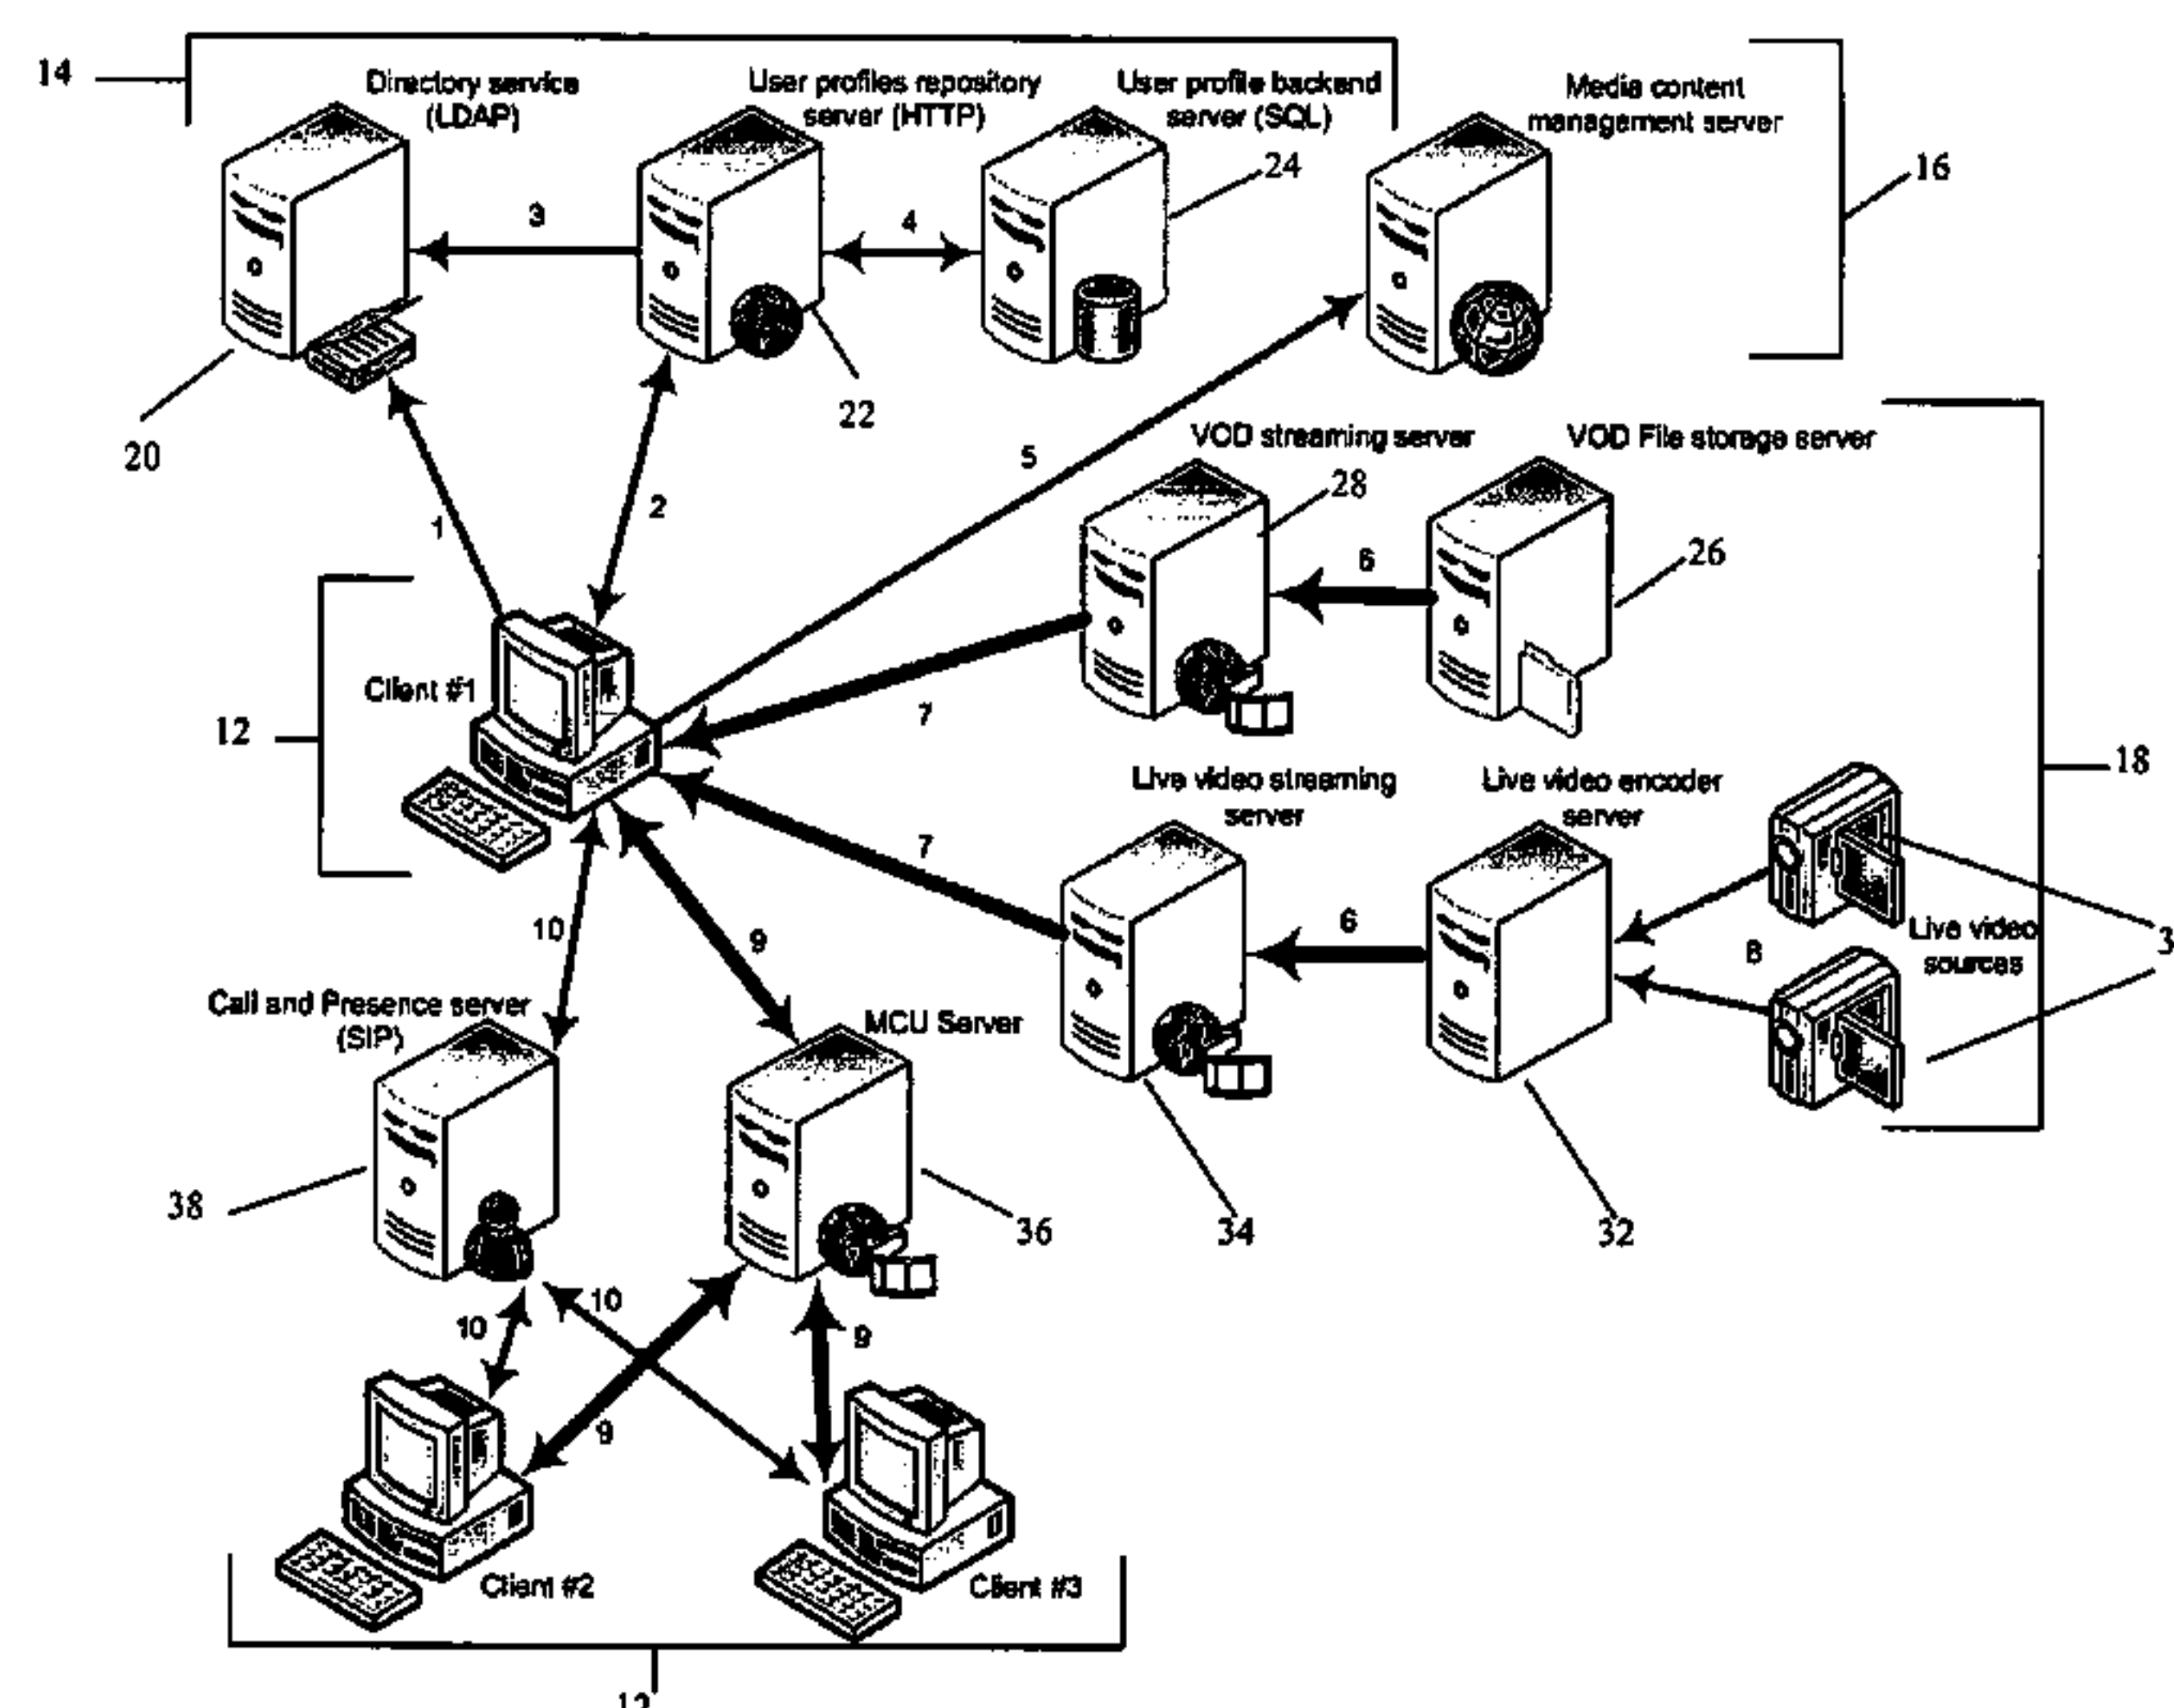 14
Directory service
(LDAP)
User profiles repository
server (HTTP)
User profile backend
server (SQL)
Media content
management server
24
16
3
4
22
20
5
VOD streaming server
VOD File storage server
28
26
6
2
1
Client #1
12
7
18
Live video streaming
server
Live video encoder
server
7
6
8
Live video
sources
3
10
9
Call and Presence server
(SIP)
MCU Server
38
36
34
32
10
10
9
9
Client #2
Client #3